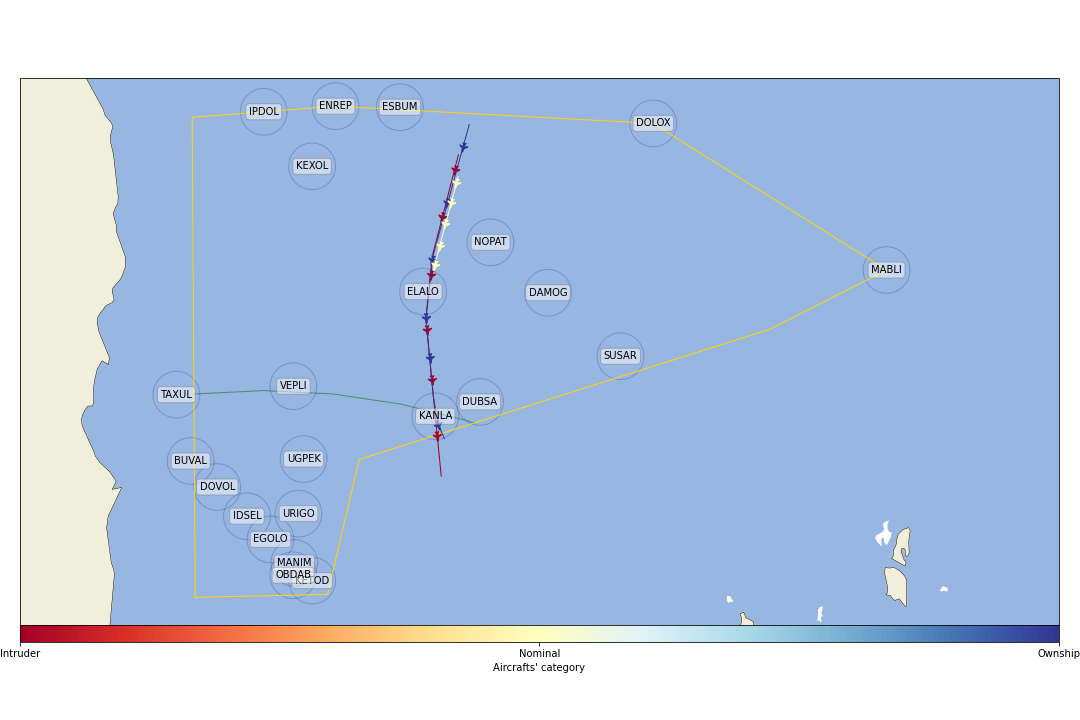 IPDOL
ENREP
ESBUM
DOLOX
KEXOL
NOPAT
MABLI
ELALO
DAMOG
SUSAR
VEPLI
TAXUL
DUBSA
KANLA
UGPEK
BUVAL
DOVOL
URIGO
IDSEL
EGOLO
MANIM
OBDAB
KETOD
Intruder
Nominal
Ownship
Aircrafts' category